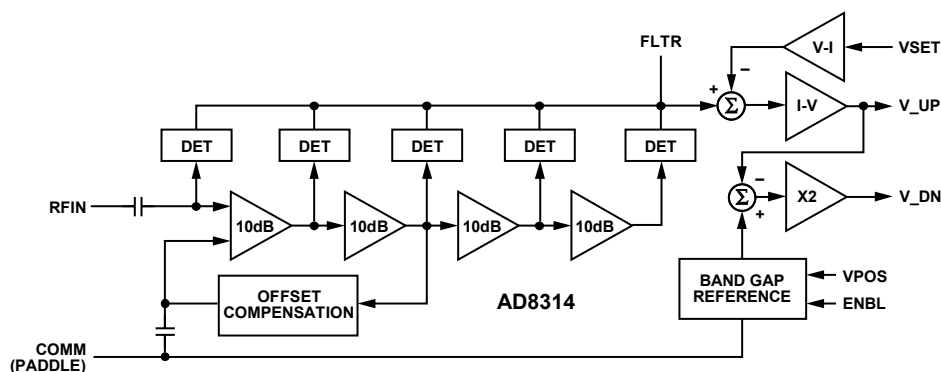 FLTR
V-I
VSET
I-V
V_UP
DET
DET
DET
DET
DET
RFIN
10dB
10dB
10dB
10dB
X2
V_DN
+
−
Σ
−
Σ
+
OFFSET
COMPENSATION
AD8314
BAND GAP
REFERENCE
VPOS
ENBL
COMM
(PADDLE)